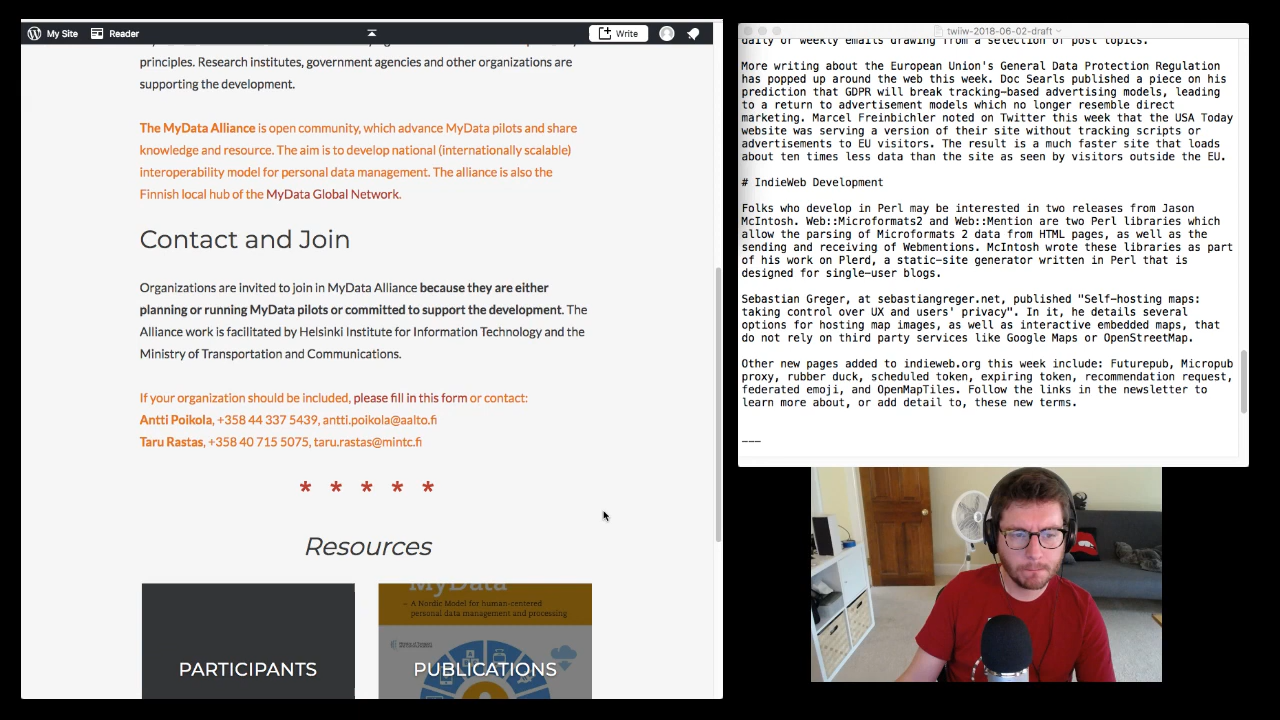 My Site
Reader
Write
principles. Research institutes, government agencies and other organizations are
supporting the development.
The MyData Alliance is open community, which advance MyData pilots and share
knowledge and resource. The aim is to develop national (internationally scalable)
interoperability model for personal data management. The alliance is also the
Finnish local hub of the MyData Global Network.
Contact and Join
Organizations are invited to join in MyData Alliance because they are either
planning or running MyData pilots or committed to support the development. The
Alliance work is facilitated by Helsinki Institute for Information Technology and the
Ministry of Transportation and Communications.
If your organization should be included, please fill in this form or contact:
Antti Poikola, +358 44 337 5439, antti.poikola@aalto.fi
Taru Rastas, +358 40 715 5075, taru.rastas@mintc.fi
* * * * *
Resources
PARTICIPANTS
MyData
– A Nordic Model for human-centered
personal data management and processing
PUBLICATIONS
twiiw-2018-06-02-draft
daily or weekly emails drawing from a selection of post topics.
More writing about the European Union's General Data Protection Regulation
has popped up around the web this week. Doc Searls published a piece on his
prediction that GDPR will break tracking-based advertising models, leading
to a return to advertisement models which no longer resemble direct
marketing. Marcel Freinbichler noted on Twitter this week that the USA Today
website was serving a version of their site without tracking scripts or
advertisements to EU visitors. The result is a much faster site that loads
about ten times less data than the site as seen by visitors outside the EU.
# IndieWeb Development
Folks who develop in Perl may be interested in two releases from Jason
McIntosh. Web::Microformats2 and Web::Mention are two Perl libraries which
allow the parsing of Microformats 2 data from HTML pages, as well as the
sending and receiving of Webmentions. McIntosh wrote these libraries as part
of his work on Plerd, a static-site generator written in Perl that is
designed for single-user blogs.
Sebastian Greger, at sebastiangreger.net, published "Self-hosting maps:
taking control over UX and users' privacy". In it, he details several
options for hosting map images, as well as interactive embedded maps, that
do not rely on third party services like Google Maps or OpenStreetMap.
Other new pages added to indieweb.org this week include: Futurepub, Micropub
proxy, rubber duck, scheduled token, expiring token, recommendation request,
federated emoji, and OpenMapTiles. Follow the links in the newsletter to
learn more about, or add detail to, these new terms.
---